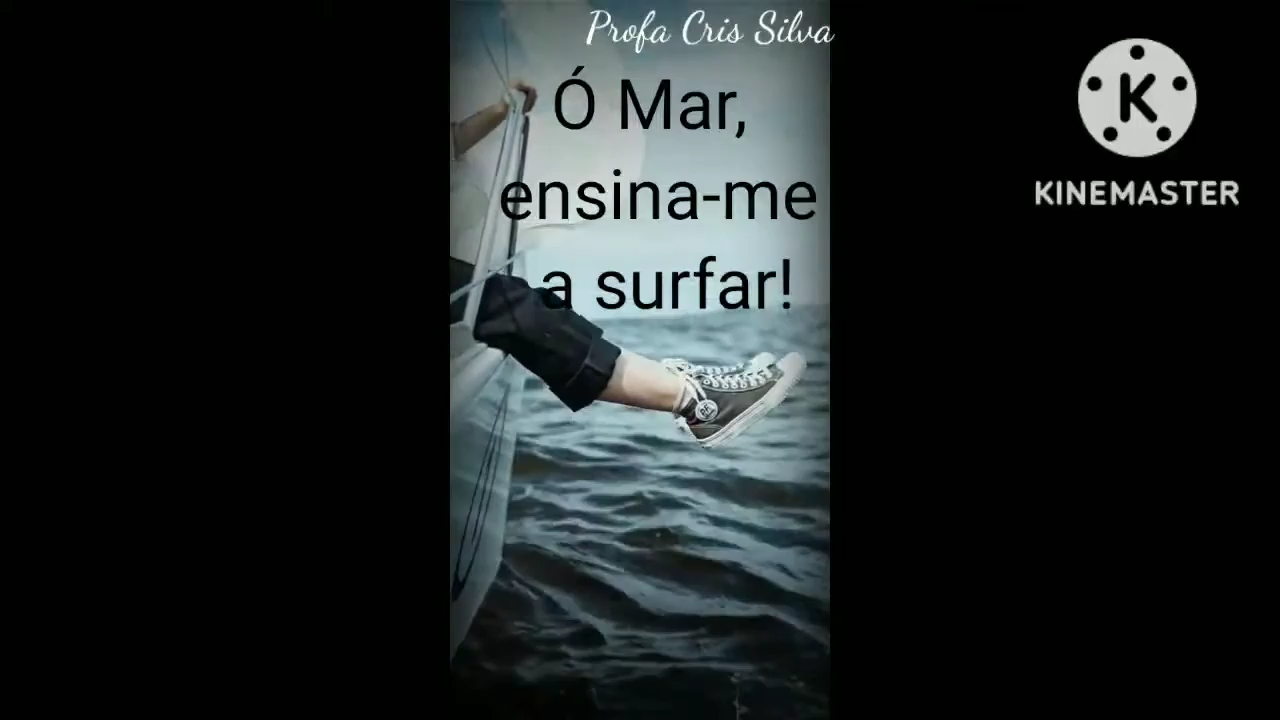 Profa Cris Silva
Ó Mar,
ensina-me
a surfar!
K
KINEMASTER